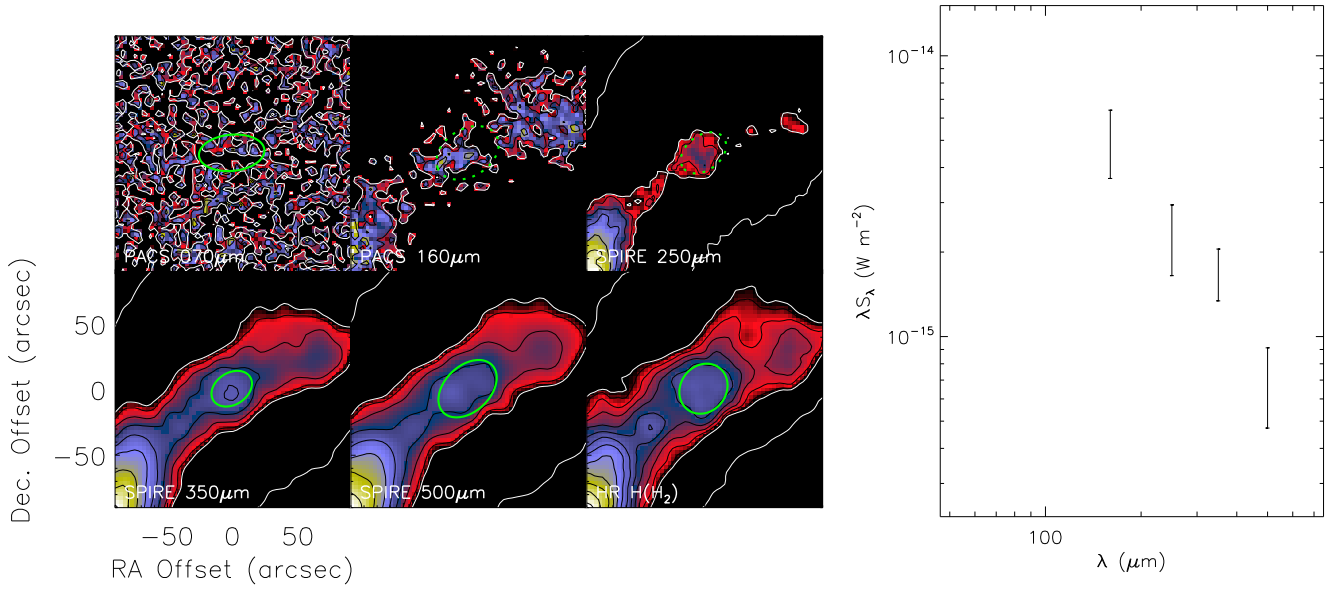 PACS 070μm
PACS 160μm
SPIRE 250μm
SPIRE 350μm
SPIRE 500μm
HR H(H₂)
Dec. Offset (arcsec)
50
0
−50
−50 0 50
RA Offset (arcsec)
λS_λ (W m⁻²)
10⁻¹⁴
10⁻¹⁵
100
λ (μm)